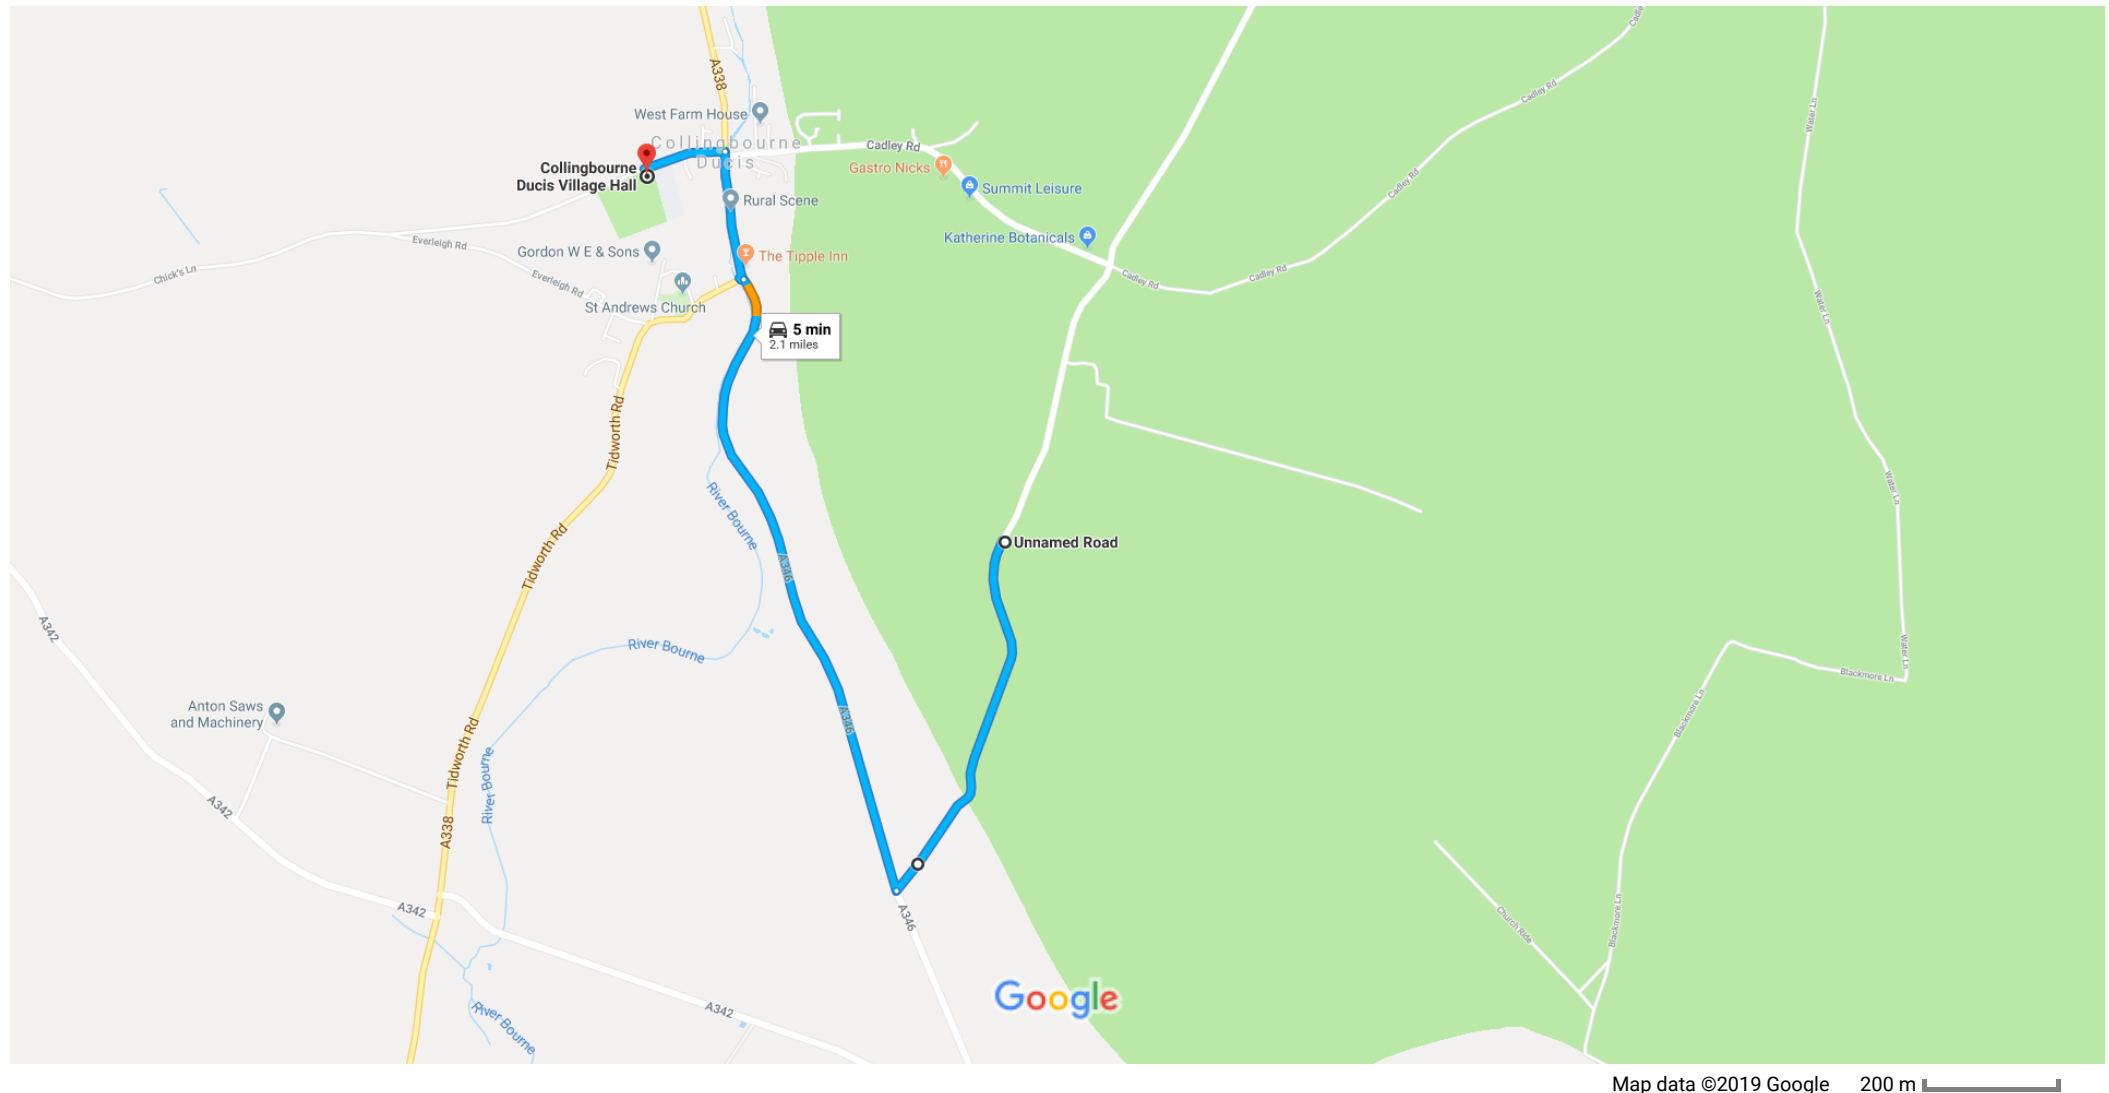 A338
West Farm House
Collingbourne
Ducis
Cadley Rd
Cadley Rd
Cadley Rd
Water Ln
Collingbourne
Ducis Village Hall
Gastro Nicks
Summit Leisure
Cadley Rd
Rural Scene
Katherine Botanicals
Everleigh Rd
Gordon W E & Sons
The Tipple Inn
Chick's Ln
Everleigh Rd
Cadley Rd
Cadley Rd
St Andrews Church
Water Ln
5 min
2.1 miles
Tidworth Rd
River Bourne
Water Ln
Tidworth Rd
A346
Unnamed Road
A342
River Bourne
Water Ln
Blackmore Ln
Anton Saws
and Machinery
Tidworth Rd
A346
Blackmore Ln
River Bourne
A342
A338
A342
A346
Church Ride
Blackmore Ln
Google
A342
River Bourne
Map data ©2019 Google 200 m